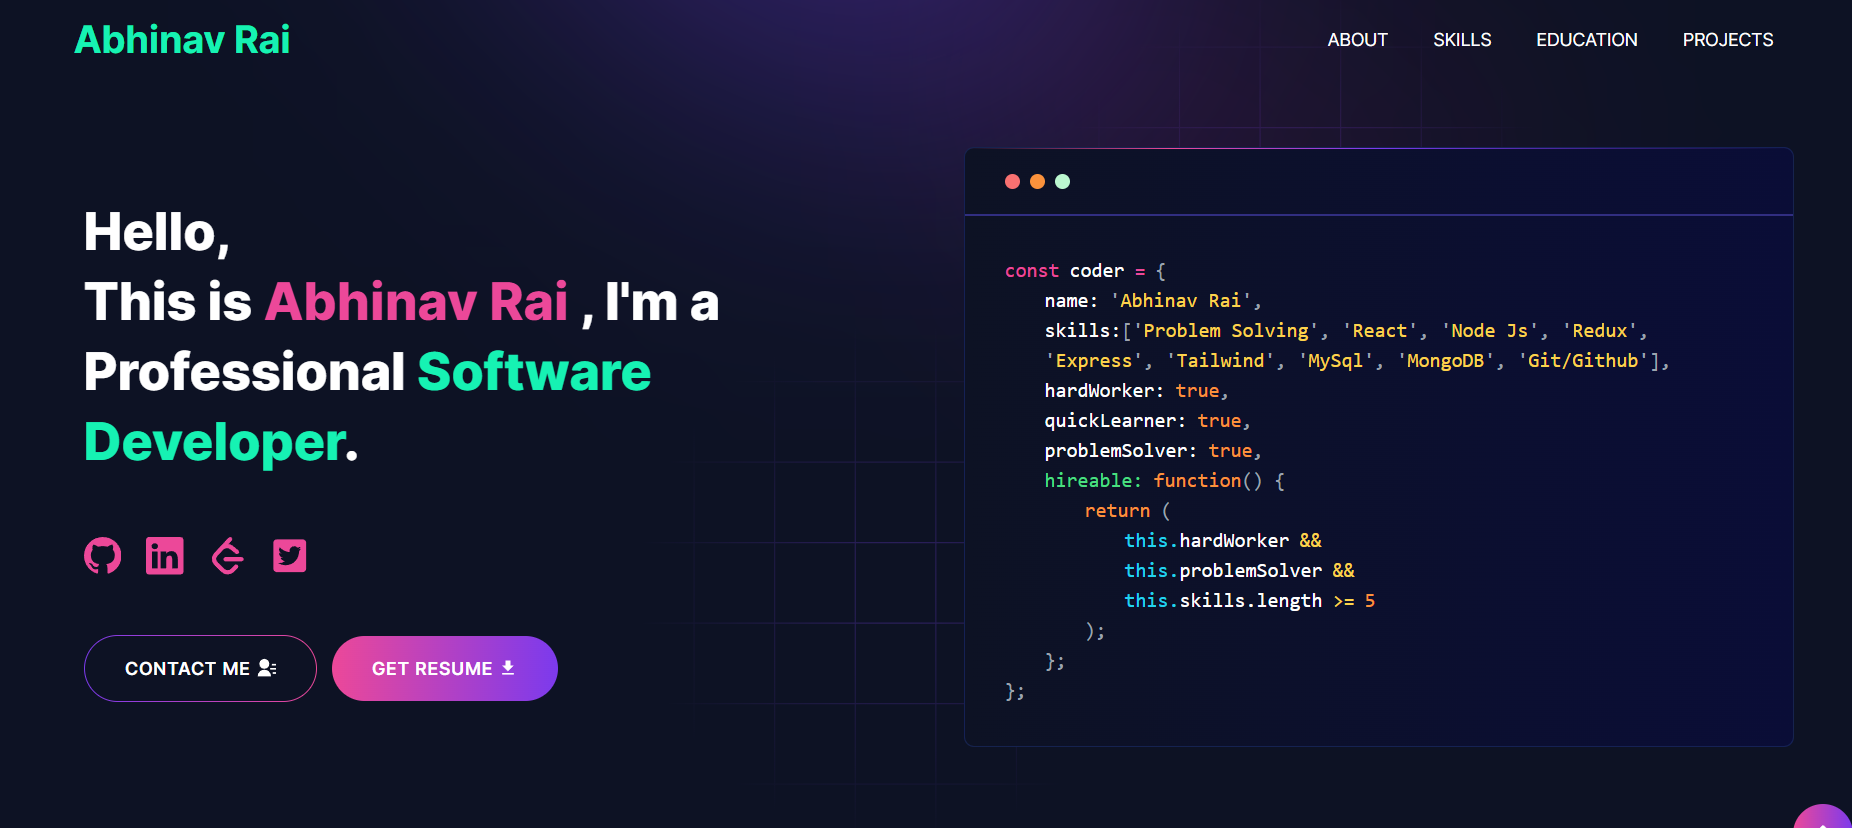 Abhinav Rai
ABOUT SKILLS EDUCATION PROJECTS
Hello,
This is Abhinav Rai , I'm a
Professional Software
Developer.
CONTACT ME
GET RESUME
const coder = {
name: 'Abhinav Rai',
skills:['Problem Solving', 'React', 'Node Js', 'Redux',
'Express', 'Tailwind', 'MySql', 'MongoDB', 'Git/Github'],
hardWorker: true,
quickLearner: true,
problemSolver: true,
hireable: function() {
return (
this.hardWorker &&
this.problemSolver &&
this.skills.length >= 5
);
};
};